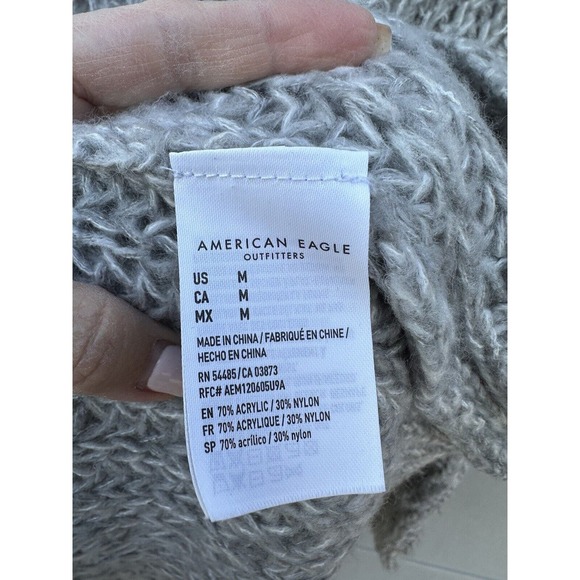 AMERICAN EAGLE
OUTFITTERS
US M
CA M
MX M
MADE IN CHINA / FABRIQUÉ EN CHINE /
HECHO EN CHINA
RN 54485 / CA 03873
RFC# AEM120605U9A
EN 70% ACRYLIC / 30% NYLON
FR 70% ACRYLIQUE / 30% NYLON
SP 70% acrílico / 30% nylon